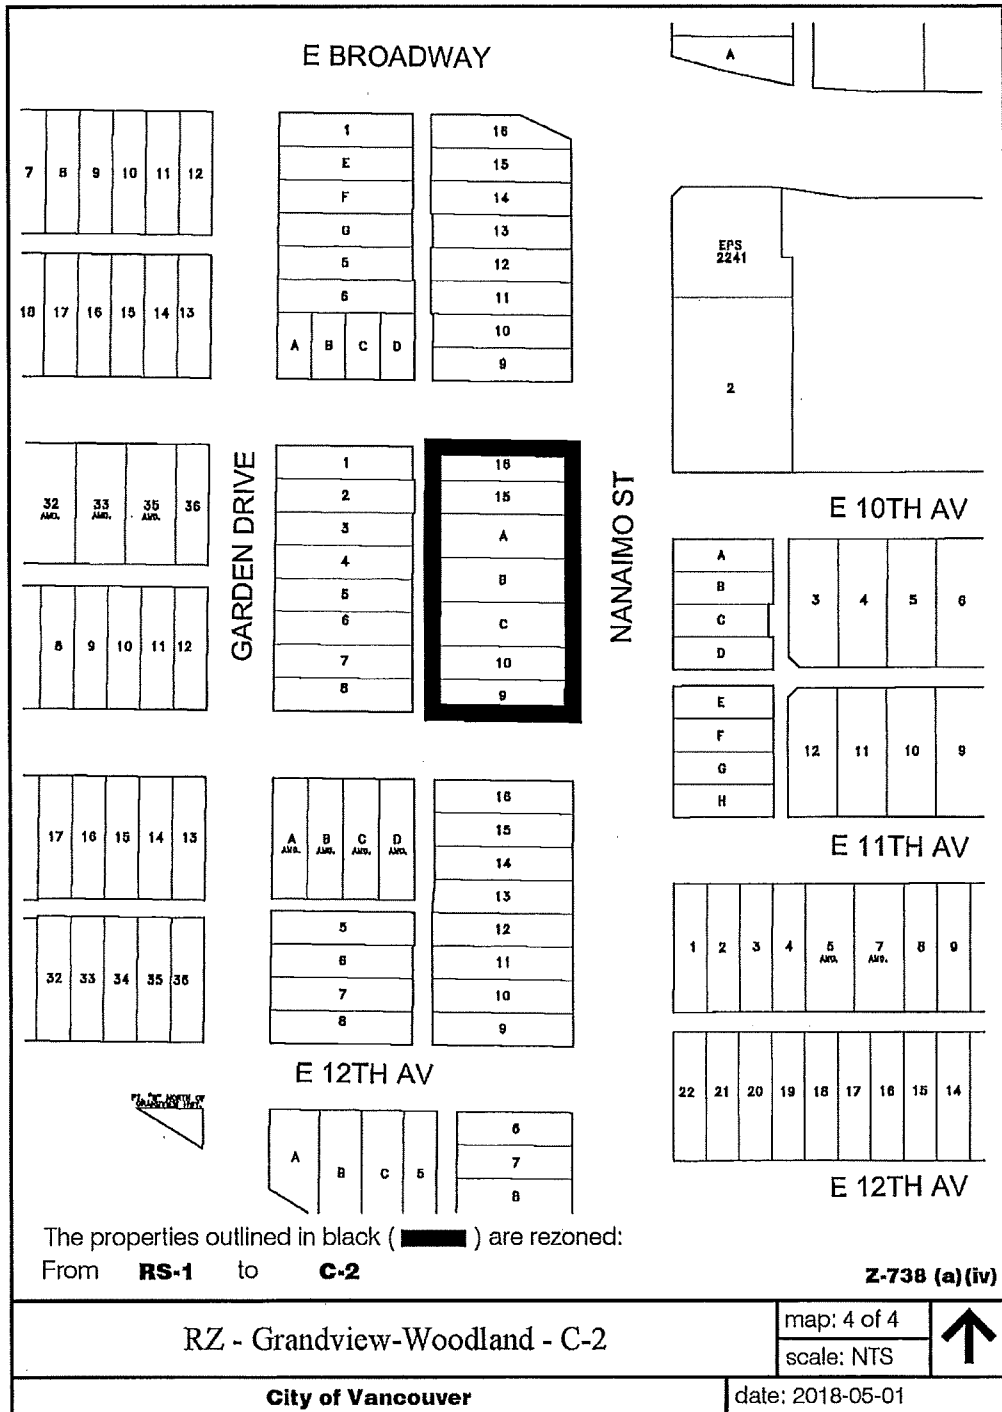 E BROADWAY
A
7 8 9 10 11 12
1
E
F
G
5
6
A B C D
16
15
14
13
12
11
10
9
18 17 16 15 14 13
EPS
2241
2
32 AMD. 33 AMD. 35 AMD. 36
GARDEN DRIVE
1
2
3
4
5
6
7
8
16
15
A
B
C
10
9
NANAIMO ST
E 10TH AV
8 9 10 11 12
A
B
C
D
3 4 5 6
E
F
G
H
12 11 10 9
E 11TH AV
17 16 15 14 13
A AMD. B AMD. C AMD. D AMD.
16
15
14
13
12
11
10
9
32 33 34 35 36
5
6
7
8
1 2 3 4 5 AMD. 7 AMD. 8 9
E 12TH AV
22 21 20 19 18 17 16 15 14
A B C 5
6
7
8
E 12TH AV
The properties outlined in black ( ) are rezoned:
From RS-1 to C-2
Z-738 (a)(iv)
RZ - Grandview-Woodland - C-2
map: 4 of 4
scale: NTS
City of Vancouver
date: 2018-05-01